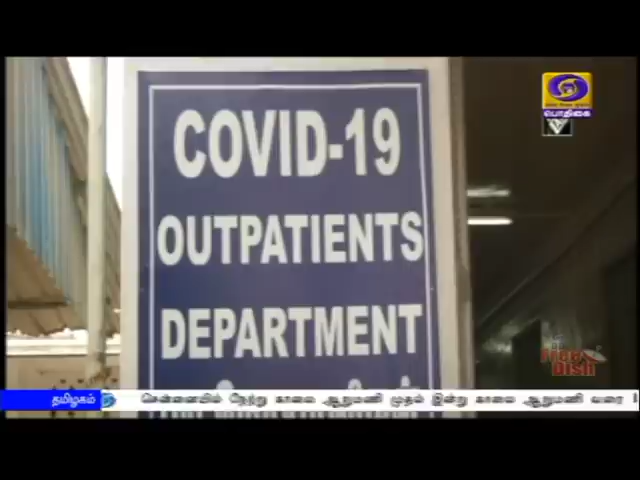 பொதிகை
COVID-19
OUTPATIENTS
DEPARTMENT
Free
Dish
தமிழகம்
சென்னையில் நேற்று காலை ஆறுமணி முதல் இன்று காலை ஆறுமணி வரை